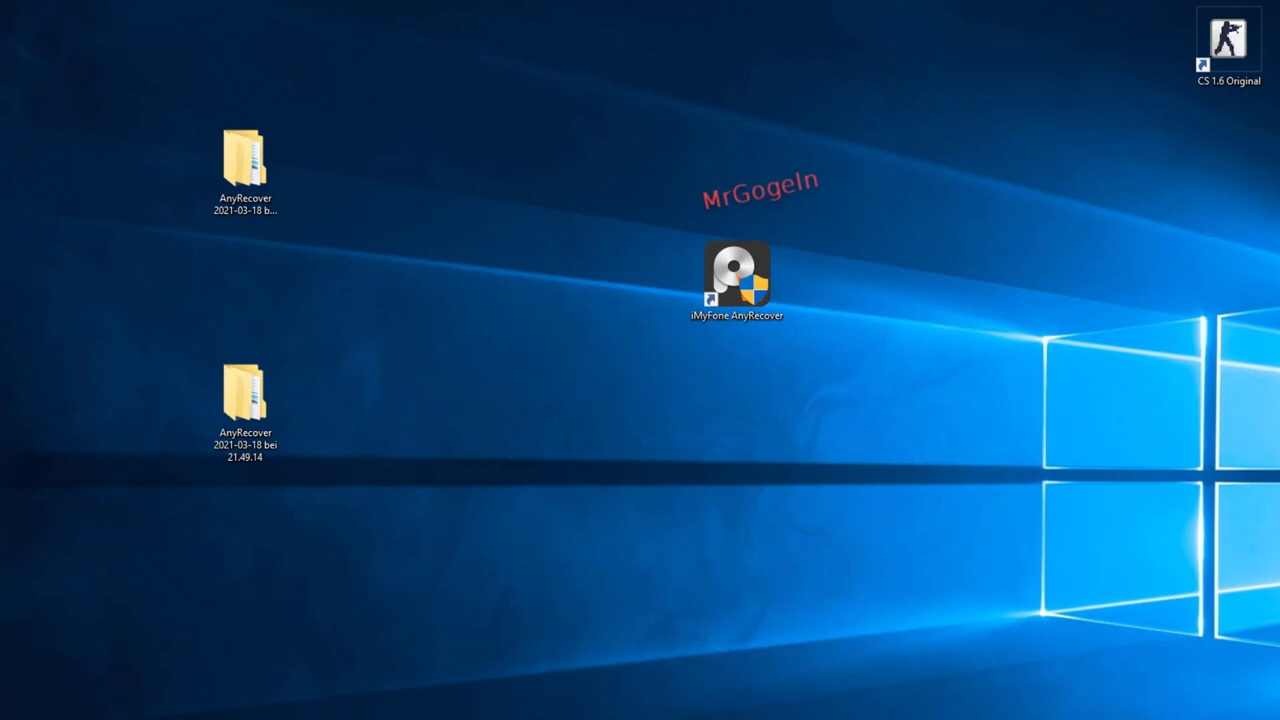 CS 1.6 Original
MrGogeIn
AnyRecover
2021-03-18 b...
iMyFone AnyRecover
AnyRecover
2021-03-18 bei
21.49.14